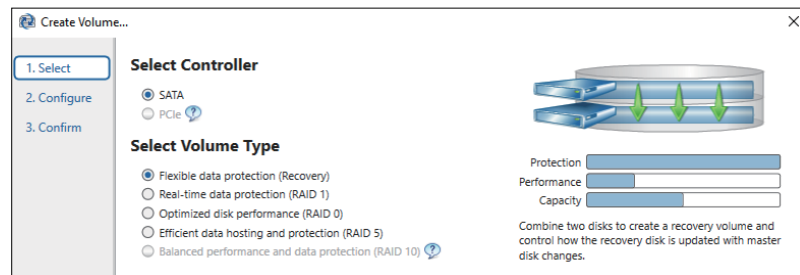 Create Volume...
1. Select
2. Configure
3. Confirm
Select Controller
SATA
PCIe ?
Select Volume Type
Flexible data protection (Recovery)
Real-time data protection (RAID 1)
Optimized disk performance (RAID 0)
Efficient data hosting and protection (RAID 5)
Balanced performance and data protection (RAID 10) ?
Protection
Performance
Capacity
Combine two disks to create a recovery volume and
control how the recovery disk is updated with master
disk changes.